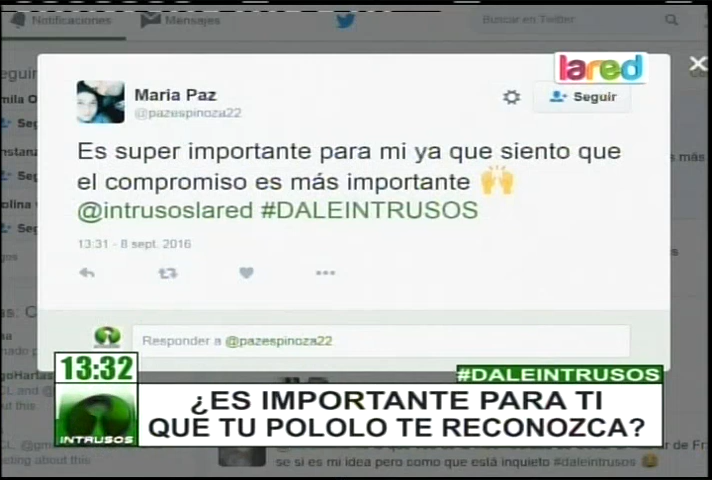 Notificaciones
Mensajes
Buscar en Twitter
lared
Maria Paz
@pazespinoza22
Seguir
Es super importante para mi ya que siento que
el compromiso es más importante 🙌
@intrusoslared #DALEINTRUSOS
13:31 - 8 sept. 2016
Responder a @pazespinoza22
13:32
#DALEINTRUSOS
¿ES IMPORTANTE PARA TI
QUE TU POLOLO TE RECONOZCA?
INTRUSOS
se si es mi idea pero como que está inquieto #daleintrusos